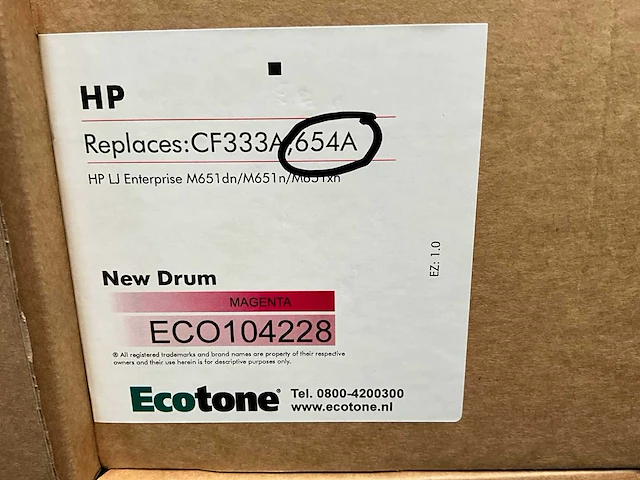 HP
Replaces:CF333A,654A
HP LJ Enterprise M651dn/M651n/M651xn
EZ: 1.0
New Drum
MAGENTA
ECO104228
® All registered trademarks and brand names are property of their respective
owners and their use herein is for descriptive purposes only.
Ecotone®
Tel. 0800-4200300
www.ecotone.nl